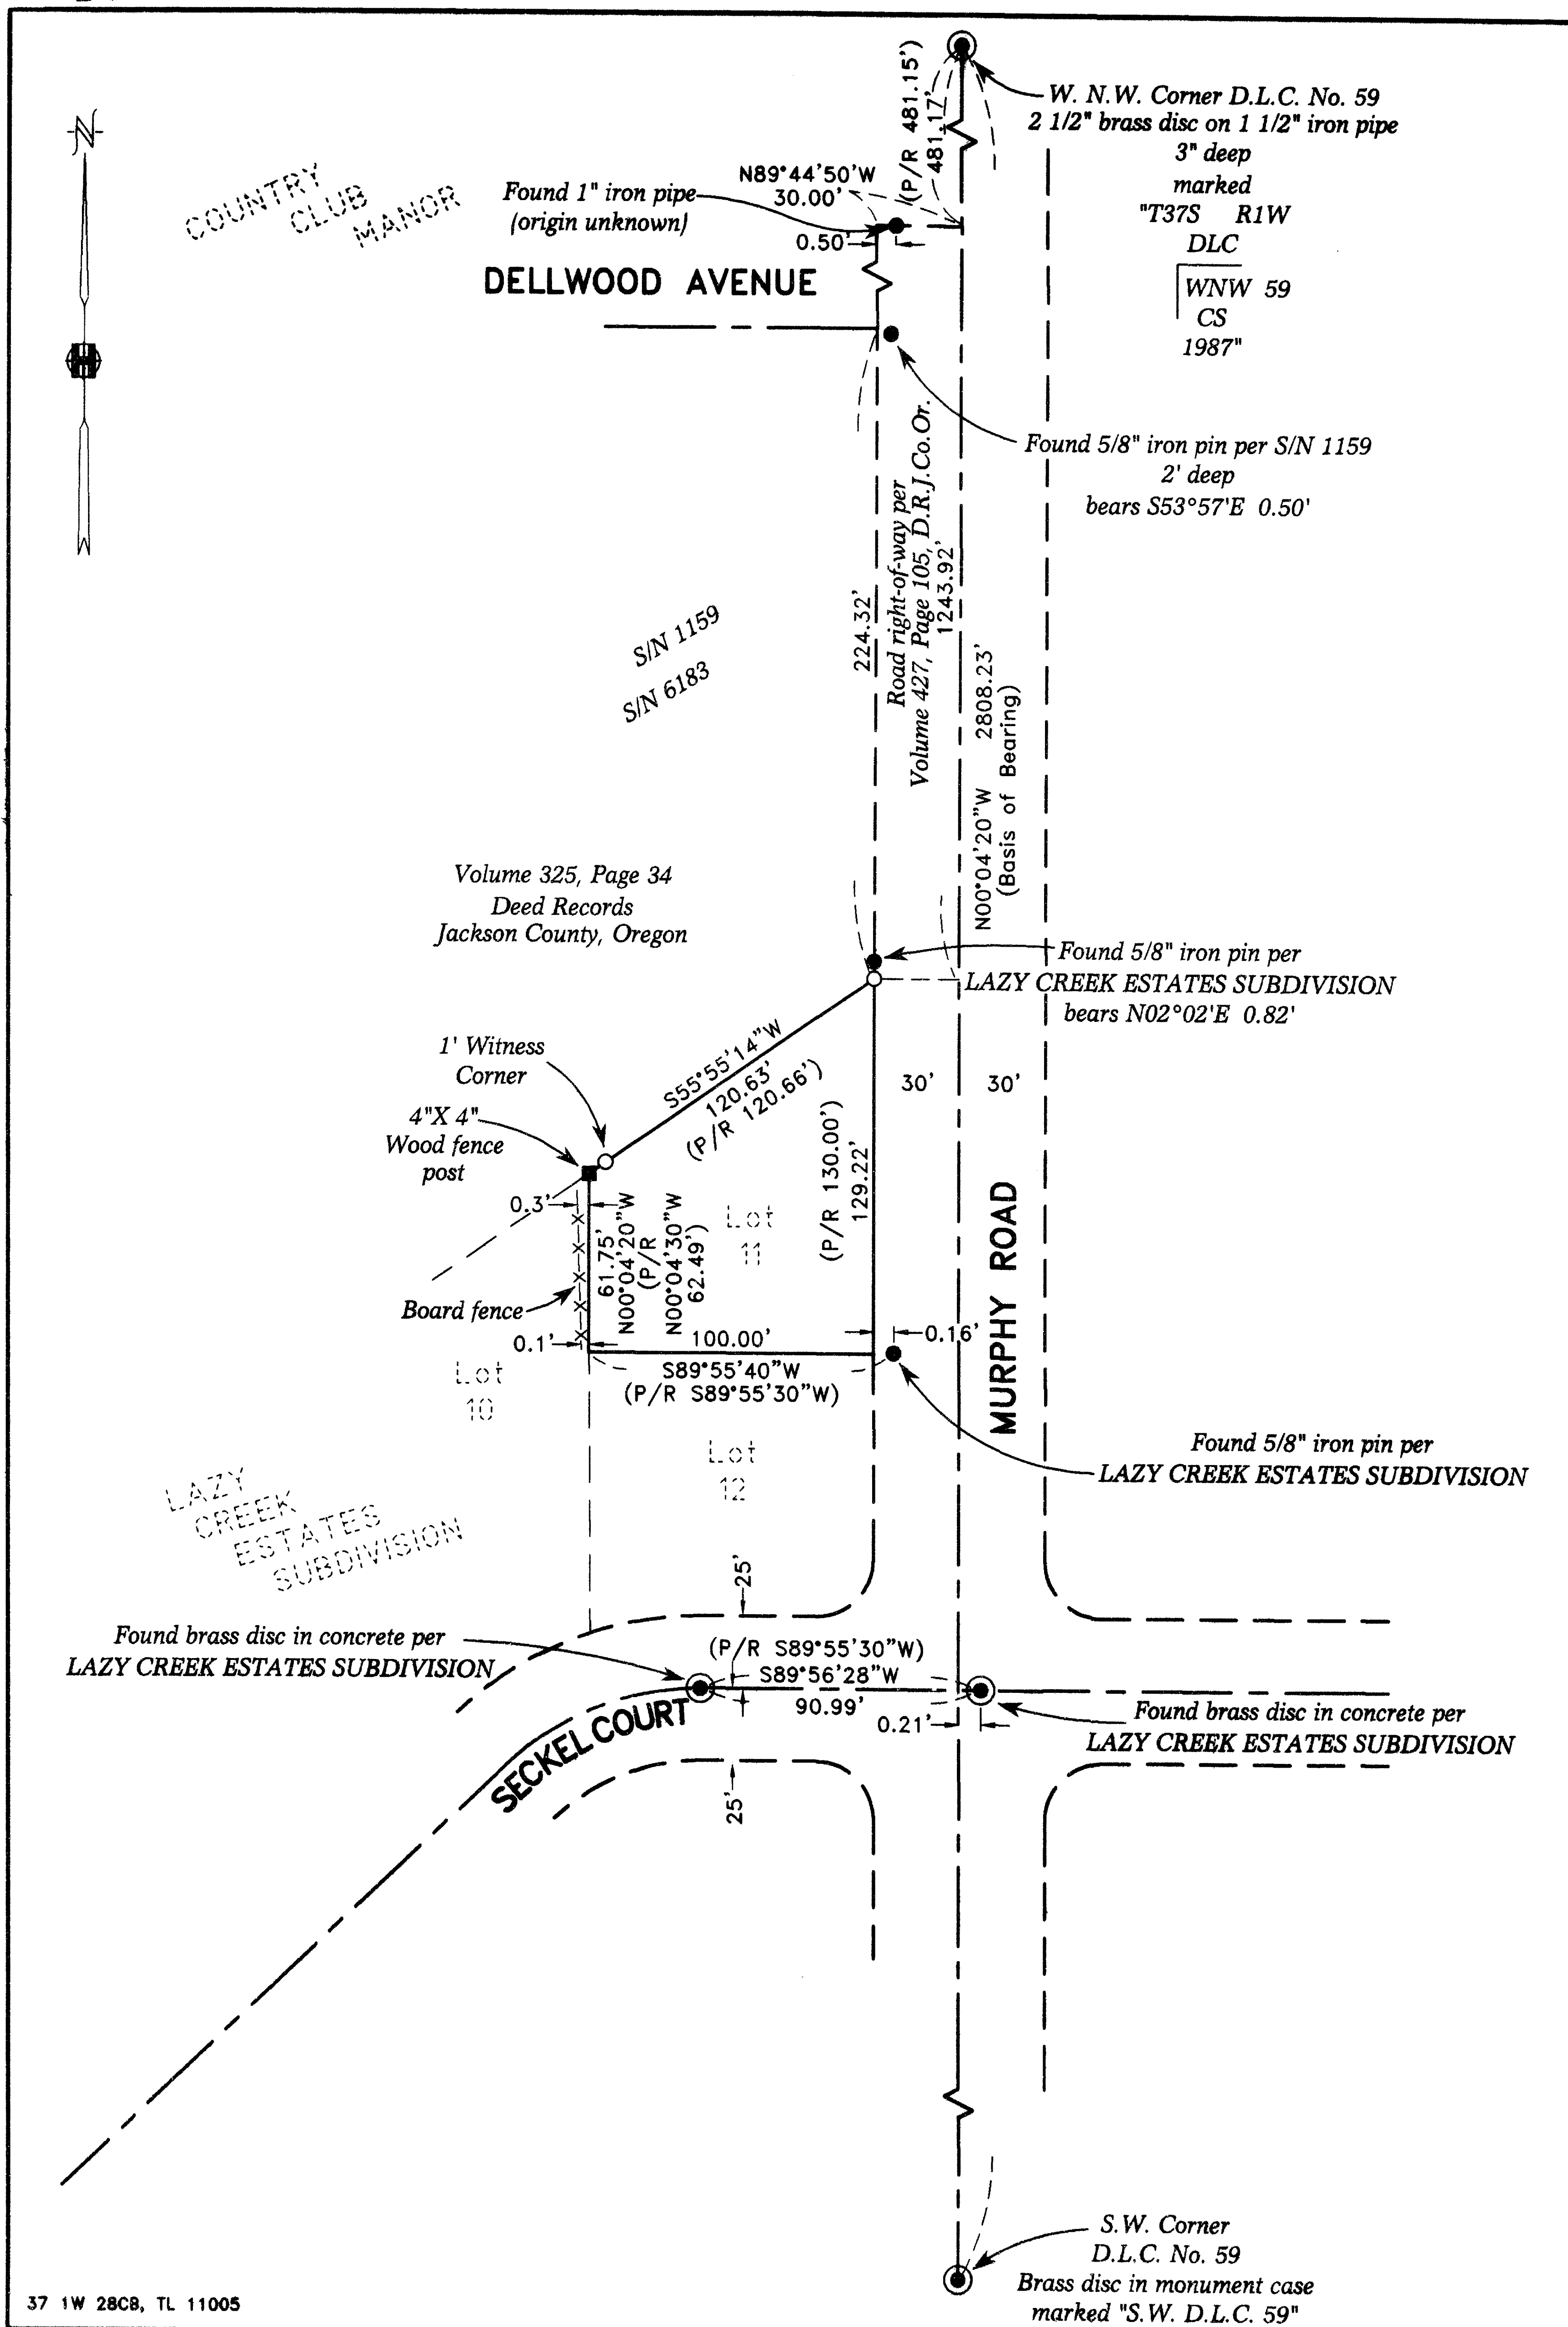 N
COUNTRY
CLUB
MANOR
Found 1" iron pipe
(origin unknown)
N89°44'50'W
30.00'
0.50'
(P/R 481.15')
481.17'
W. N.W. Corner D.L.C. No. 59
2 1/2" brass disc on 1 1/2" iron pipe
3" deep
marked
"T37S R1W
DLC
WNW 59
CS
1987"
DELLWOOD AVENUE
Found 5/8" iron pin per S/N 1159
2' deep
bears S53°57'E 0.50'
224.32'
Road right-of-way per
Volume 427, Page 105, D.R.J.Co.Or.
1243.92'
N00°04'20"W 2808.23'
(Basis of Bearing)
S/N 1159
S/N 6183
Volume 325, Page 34
Deed Records
Jackson County, Oregon
Found 5/8" iron pin per
LAZY CREEK ESTATES SUBDIVISION
bears N02°02'E 0.82'
1' Witness
Corner
4"X 4"
Wood fence
post
S55°55'14"W
120.63'
(P/R 120.66')
30'
30'
(P/R 130.00')
129.22'
0.3'
61.75'
N00°04'20"W
(P/R
N00°04'30"W
62.49')
Lot
11
Board fence
0.1'
100.00'
S89°55'40"W
(P/R S89°55'30"W)
0.16'
MURPHY ROAD
Lot
10
Lot
12
Found 5/8" iron pin per
LAZY CREEK ESTATES SUBDIVISION
LAZY
CREEK
ESTATES
SUBDIVISION
25'
Found brass disc in concrete per
LAZY CREEK ESTATES SUBDIVISION
(P/R S89°55'30"W)
S89°56'28"W
90.99'
0.21'
Found brass disc in concrete per
LAZY CREEK ESTATES SUBDIVISION
SECKEL COURT
25'
S.W. Corner
D.L.C. No. 59
Brass disc in monument case
marked "S.W. D.L.C. 59"
37 1W 28CB, TL 11005